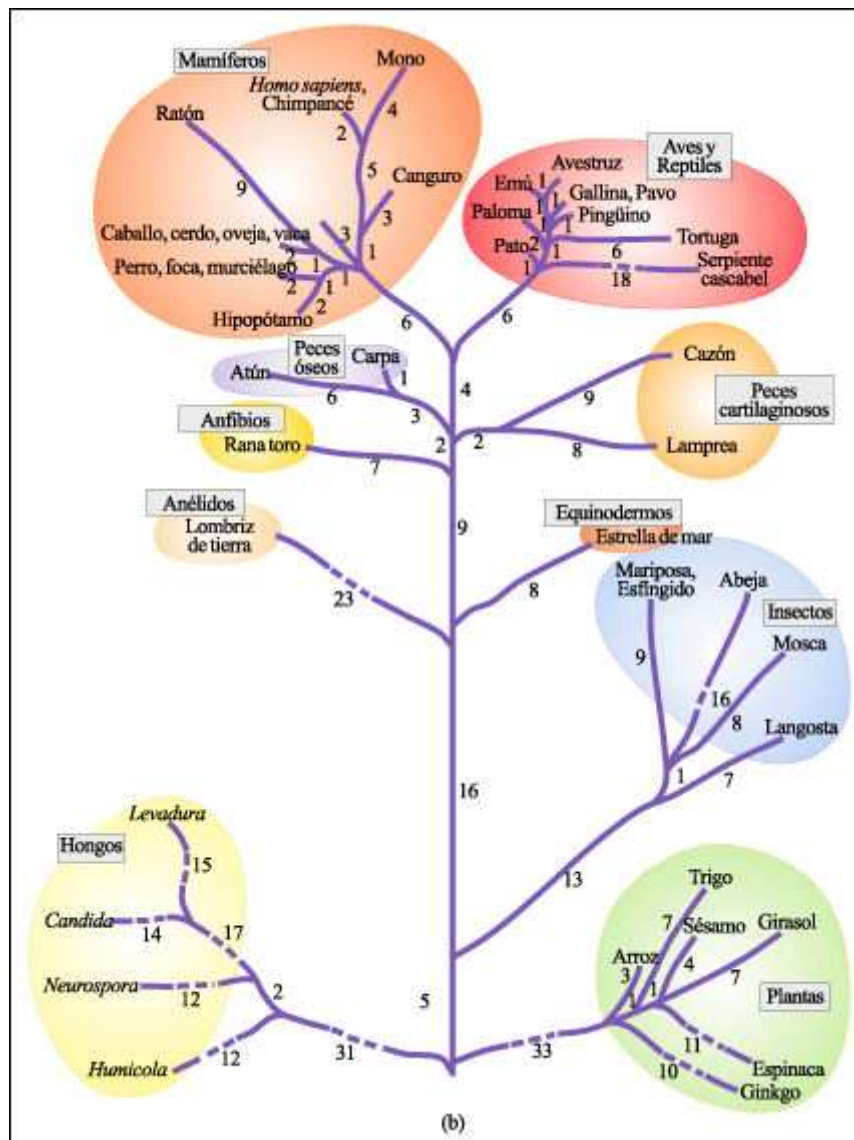 Mamíferos
Mono
Homo sapiens,
Chimpancé
Ratón
4
2
5
9
Canguro
3
Caballo, cerdo, oveja, vaca
3
2
1
1
Perro, foca, murciélago
1
1
2
2
Hipopótamo
6
Aves y
Reptiles
Avestruz
Emú
1
Gallina, Pavo
1
Paloma
1
Pingüino
1
1
Tortuga
2
Pato
1
6
Serpiente
cascabel
1
18
6
Peces
óseos
Carpa
Atún
1
6
3
4
Cazón
9
Peces
cartilaginosos
2
2
8
Lamprea
Anfibios
Rana toro
7
9
Anélidos
Lombriz
de tierra
23
Equinodermos
Estrella de mar
8
Mariposa,
Esfíngido
Abeja
Insectos
Mosca
9
16
8
Langosta
1
7
16
13
Levadura
Hongos
15
Candida
14
17
Neurospora
12
2
Humicola
12
31
5
Trigo
7
Sésamo
Girasol
Arroz
3
4
1
1
7
Plantas
33
11
Espinaca
10
Ginkgo
(b)